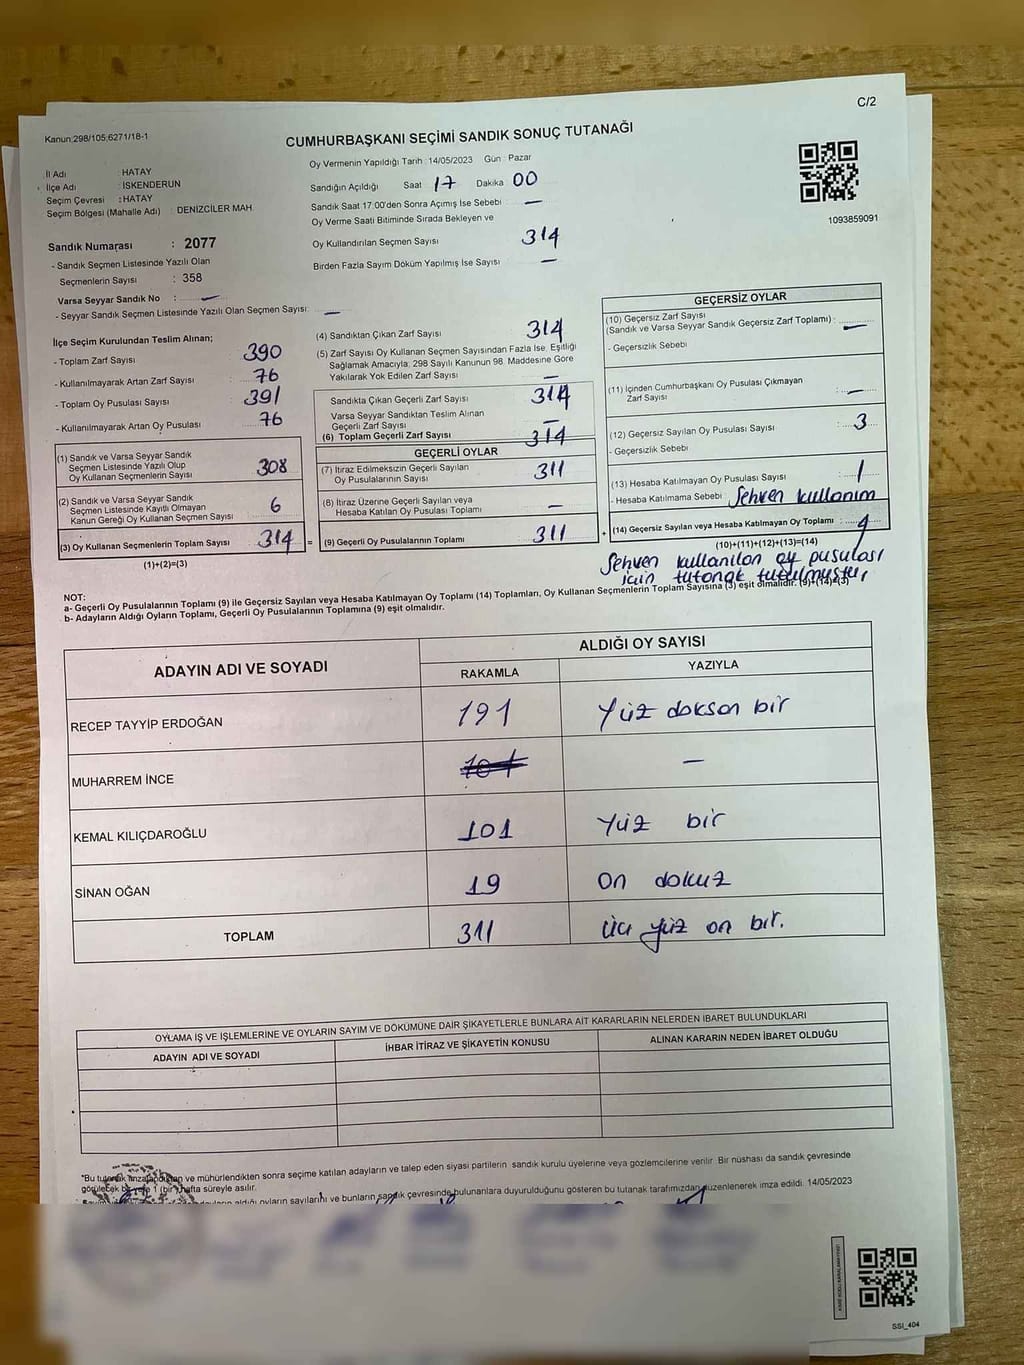 C/2
Kanun:298/105,6271/18-1
CUMHURBAŞKANI SEÇİMİ SANDIK SONUÇ TUTANAĞI
İl Adı : HATAY
İlçe Adı : İSKENDERUN
Seçim Çevresi : HATAY
Seçim Bölgesi (Mahalle Adı) : DENİZCİLER MAH
Oy Vermenin Yapıldığı Tarih : 14/05/2023 Gün : Pazar
Sandığın Açıldığı Saat 17 Dakika 00
Sandık Saat 17:00'den Sonra Açımış İse Sebebi —
Oy Verme Saati Bitiminde Sırada Bekleyen ve
Oy Kullandırılan Seçmen Sayısı 314
Birden Fazla Sayım Döküm Yapılmış İse Sayısı —
1093859091
Sandık Numarası : 2077
- Sandık Seçmen Listesinde Yazılı Olan
Seçmenlerin Sayısı : 358
Varsa Seyyar Sandık No : —
- Seyyar Sandık Seçmen Listesinde Yazılı Olan Seçmen Sayısı: —
İlçe Seçim Kurulundan Teslim Alınan;
- Toplam Zarf Sayısı : 390
- Kullanılmayarak Artan Zarf Sayısı : 76
- Toplam Oy Pusulası Sayısı : 391
- Kullanılmayarak Artan Oy Pusulası : 76
(1) Sandık ve Varsa Seyyar Sandık
Seçmen Listesinde Yazılı Olup
Oy Kullanan Seçmenlerin Sayısı 308
(2) Sandık ve Varsa Seyyar Sandık
Seçmen Listesinde Kayıtlı Olmayan
Kanun Gereği Oy Kullanan Seçmen Sayısı 6
(3) Oy Kullanan Seçmenlerin Toplam Sayısı 314 =
(1)+(2)=(3)
(4) Sandıktan Çıkan Zarf Sayısı 314
(5) Zarf Sayısı Oy Kullanan Seçmen Sayısından Fazla İse, Eşitliği
Sağlamak Amacıyla; 298 Sayılı Kanunun 98. Maddesine Göre
Yakılarak Yok Edilen Zarf Sayısı —
Sandıkta Çıkan Geçerli Zarf Sayısı 314
Varsa Seyyar Sandıktan Teslim Alınan
Geçerli Zarf Sayısı —
(6) Toplam Geçerli Zarf Sayısı 314
GEÇERLİ OYLAR
(7) İtiraz Edilmeksizin Geçerli Sayılan
Oy Pusulalarının Sayısı 311
(8) İtiraz Üzerine Geçerli Sayılan veya
Hesaba Katılan Oy Pusulası Toplamı —
(9) Geçerli Oy Pusulalarının Toplamı 311 +
GEÇERSİZ OYLAR
(10) Geçersiz Zarf Sayısı
(Sandık ve Varsa Seyyar Sandık Geçersiz Zarf Toplamı) : —
- Geçersizlik Sebebi
(11) İçinden Cumhurbaşkanı Oy Pusulası Çıkmayan
Zarf Sayısı : —
(12) Geçersiz Sayılan Oy Pusulası Sayısı : 3
- Geçersizlik Sebebi
(13) Hesaba Katılmayan Oy Pusulası Sayısı : 1
- Hesaba Katılmama Sebebi Sehven kullanım
(14) Geçersiz Sayılan veya Hesaba Katılmayan Oy Toplamı : 4
(10)+(11)+(12)+(13)=(14)
Sehven kullanılan oy pusulası
için tutanak tutulmuştur
NOT:
a- Geçerli Oy Pusulalarının Toplamı (9) ile Geçersiz Sayılan veya Hesaba Katılmayan Oy Toplamı (14) Toplamları, Oy Kullanan Seçmenlerin Toplam Sayısına (3) eşit olmalıdır. (9)+(14)=(3)
b- Adayların Aldığı Oyların Toplamı, Geçerli Oy Pusulalarının Toplamına (9) eşit olmalıdır.
ADAYIN ADI VE SOYADI ALDIĞI OY SAYISI
RAKAMLA YAZIYLA
RECEP TAYYİP ERDOĞAN 191 Yüz doksan bir
MUHARREM İNCE 101 —
KEMAL KILIÇDAROĞLU 101 Yüz bir
SİNAN OĞAN 19 On dokuz
TOPLAM 311 Üç yüz on bir.
OYLAMA İŞ VE İŞLEMLERİNE VE OYLARIN SAYIM VE DÖKÜMÜNE DAİR ŞİKAYETLERLE BUNLARA AİT KARARLARIN NELERDEN İBARET BULUNDUKLARI
ADAYIN ADI VE SOYADI İHBAR İTİRAZ VE ŞİKAYETİN KONUSU ALINAN KARARIN NEDEN İBARET OLDUĞU
*Bu tutanak imzalandıktan ve mühürlendikten sonra seçime katılan adayların ve talep eden siyasi partilerin sandık kurulu üyelerine veya gözlemcilerine verilir. Bir nüshası da sandık çevresinde
görülecek bir yere 1 (bir) hafta süreyle asılır.
adayların aldığı oyların sayılarını ve bunların sandık çevresinde bulunanlara duyurulduğunu gösteren bu tutanak tarafımızdan düzenlenerek imza edildi. 14/05/2023
SSI_404